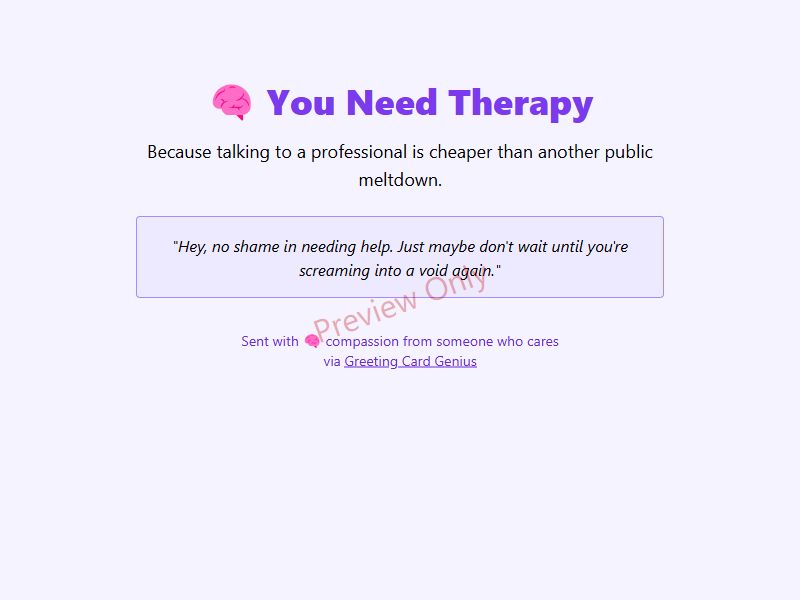 🧠 You Need Therapy
Because talking to a professional is cheaper than another public
meltdown.
"Hey, no shame in needing help. Just maybe don't wait until you're
screaming into a void again."
Preview Only
Sent with 🧠 compassion from someone who cares
via Greeting Card Genius